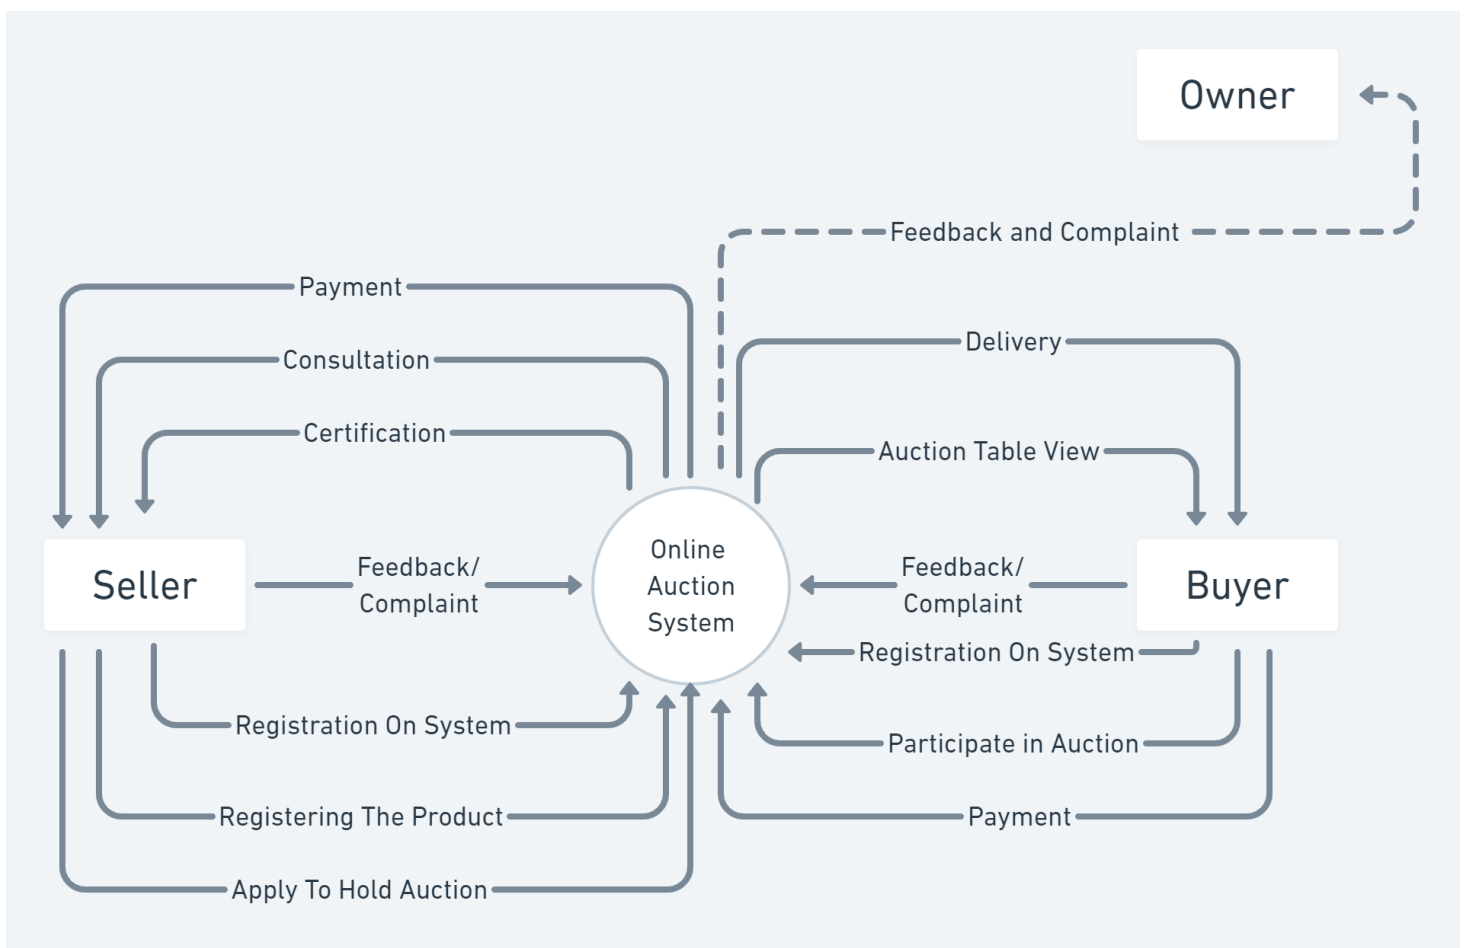 Owner
Feedback and Complaint
Payment
Delivery
Consultation
Certification
Auction Table View
Seller
Feedback/
Complaint
Online
Auction
System
Feedback/
Complaint
Buyer
Registration On System
Registration On System
Participate in Auction
Registering The Product
Payment
Apply To Hold Auction